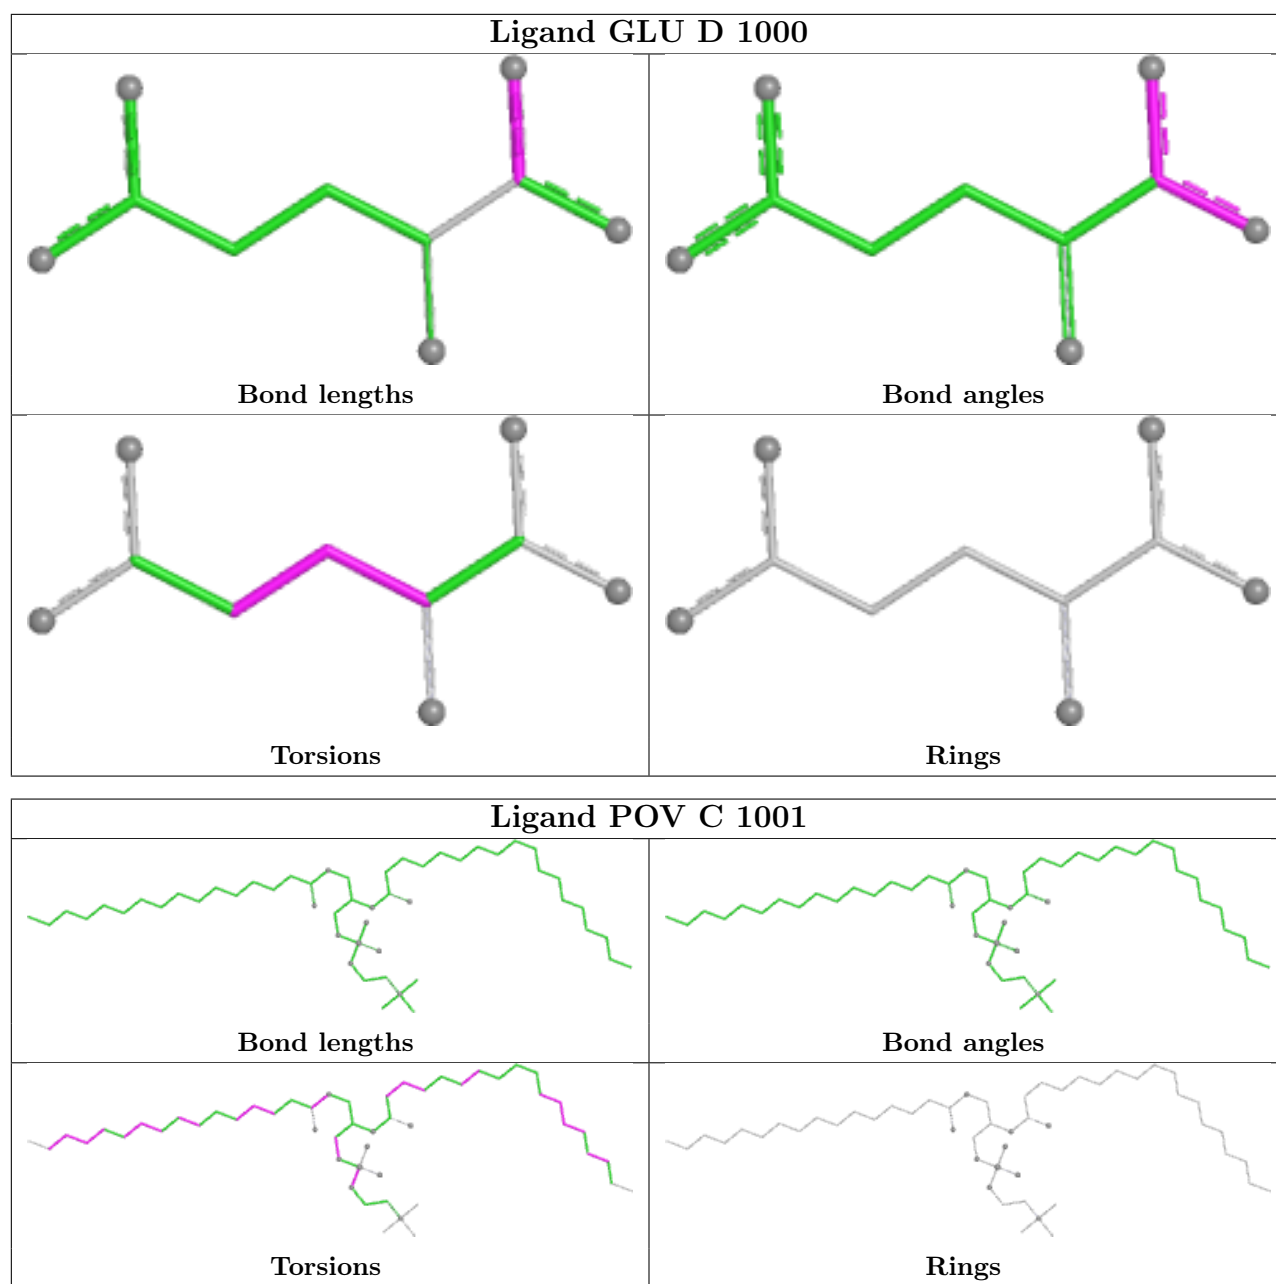 Ligand GLU D 1000
Bond lengths
Bond angles
Torsions
Rings
Ligand POV C 1001
Bond lengths
Bond angles
Torsions
Rings